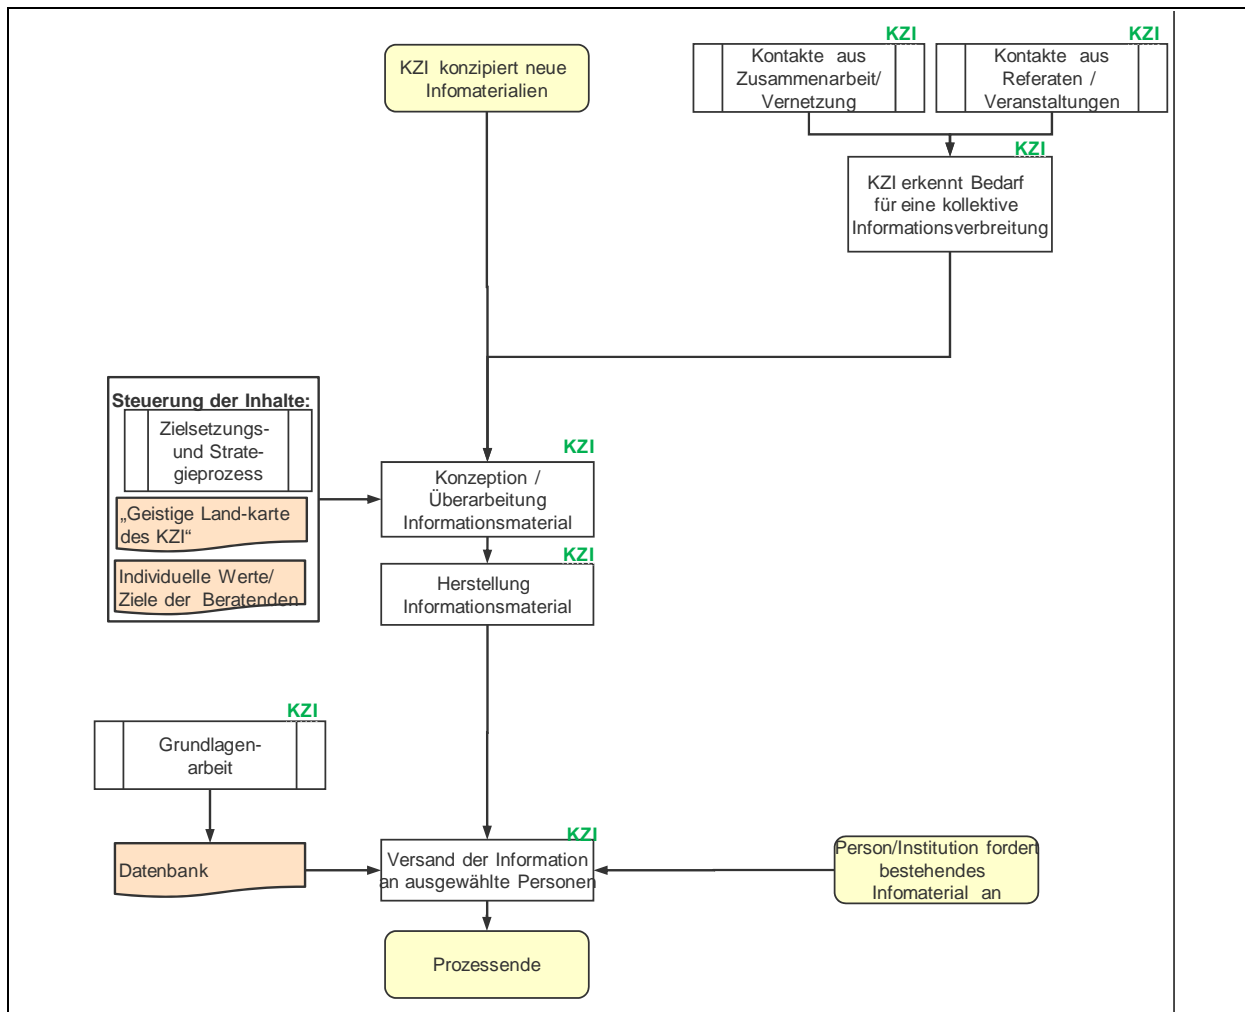 KZI konzipiert neue
Infomaterialien
KZI
Kontakte aus
Zusammenarbeit/
Vernetzung
KZI
Kontakte aus
Referaten /
Veranstaltungen
KZI
KZI erkennt Bedarf
für eine kollektive
Informationsverbreitung
Steuerung der Inhalte:
Zielsetzungs-
und Strate-
gieprozess
„Geistige Land-karte
des KZI“
Individuelle Werte/
Ziele der Beratenden
KZI
Konzeption /
Überarbeitung
Informationsmaterial
KZI
Herstellung
Informationsmaterial
KZI
Grundlagen-
arbeit
Datenbank
KZI
Versand der Information
an ausgewählte Personen
Person/Institution fordert
bestehendes
Infomaterial an
Prozessende